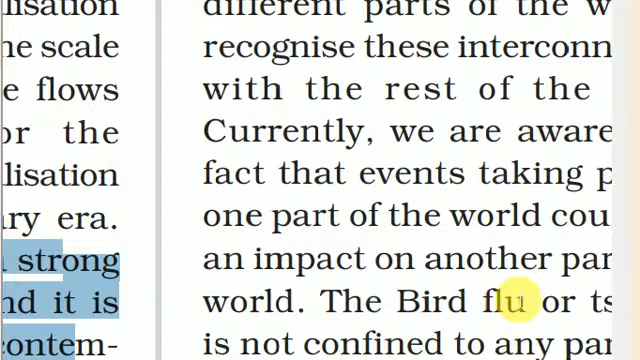 lisation
ne scale
e flows
or the
lisation
ary era.
strong
nd it is
contem-
different parts of the w
recognise these interconn
with the rest of the
Currently, we are aware
fact that events taking p
one part of the world cou
an impact on another par
world. The Bird flu or ts
is not confined to any par